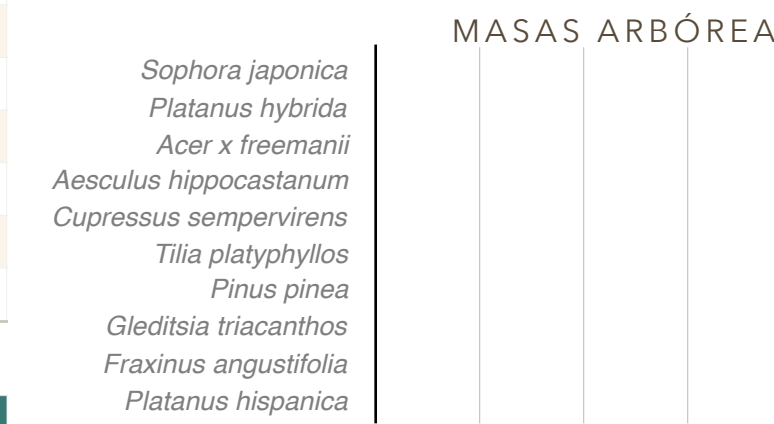 MASAS ARBÓREA
Sophora japonica
Platanus hybrida
Acer x freemanii
Aesculus hippocastanum
Cupressus sempervirens
Tilia platyphyllos
Pinus pinea
Gleditsia triacanthos
Fraxinus angustifolia
Platanus hispanica